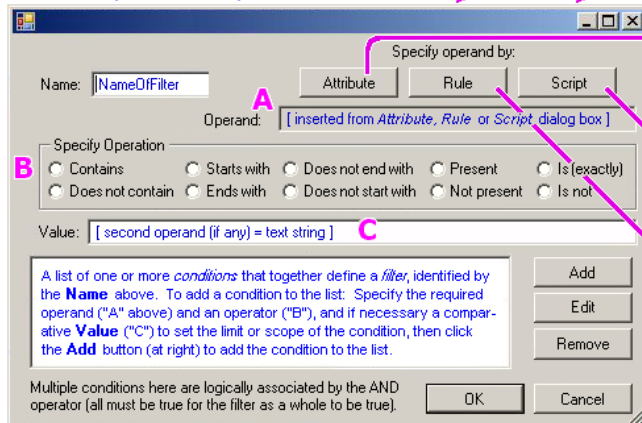 Specify operand by:
Name: NameOfFilter Attribute Rule Script
A
Operand: [ inserted from Attribute, Rule or Script dialog box ]
Specify Operation
B
Contains Starts with Does not end with Present Is (exactly)
Does not contain Ends with Does not start with Not present Is not
Value: [ second operand (if any) = text string ] C
A list of one or more conditions that together define a filter, identified by
the Name above. To add a condition to the list: Specify the required
operand ("A" above) and an operator ("B"), and if necessary a compar-
ative Value ("C") to set the limit or scope of the condition, then click
the Add button (at right) to add the condition to the list.
Add
Edit
Remove
Multiple conditions here are logically associated by the AND
operator (all must be true for the filter as a whole to be true).
OK Cancel